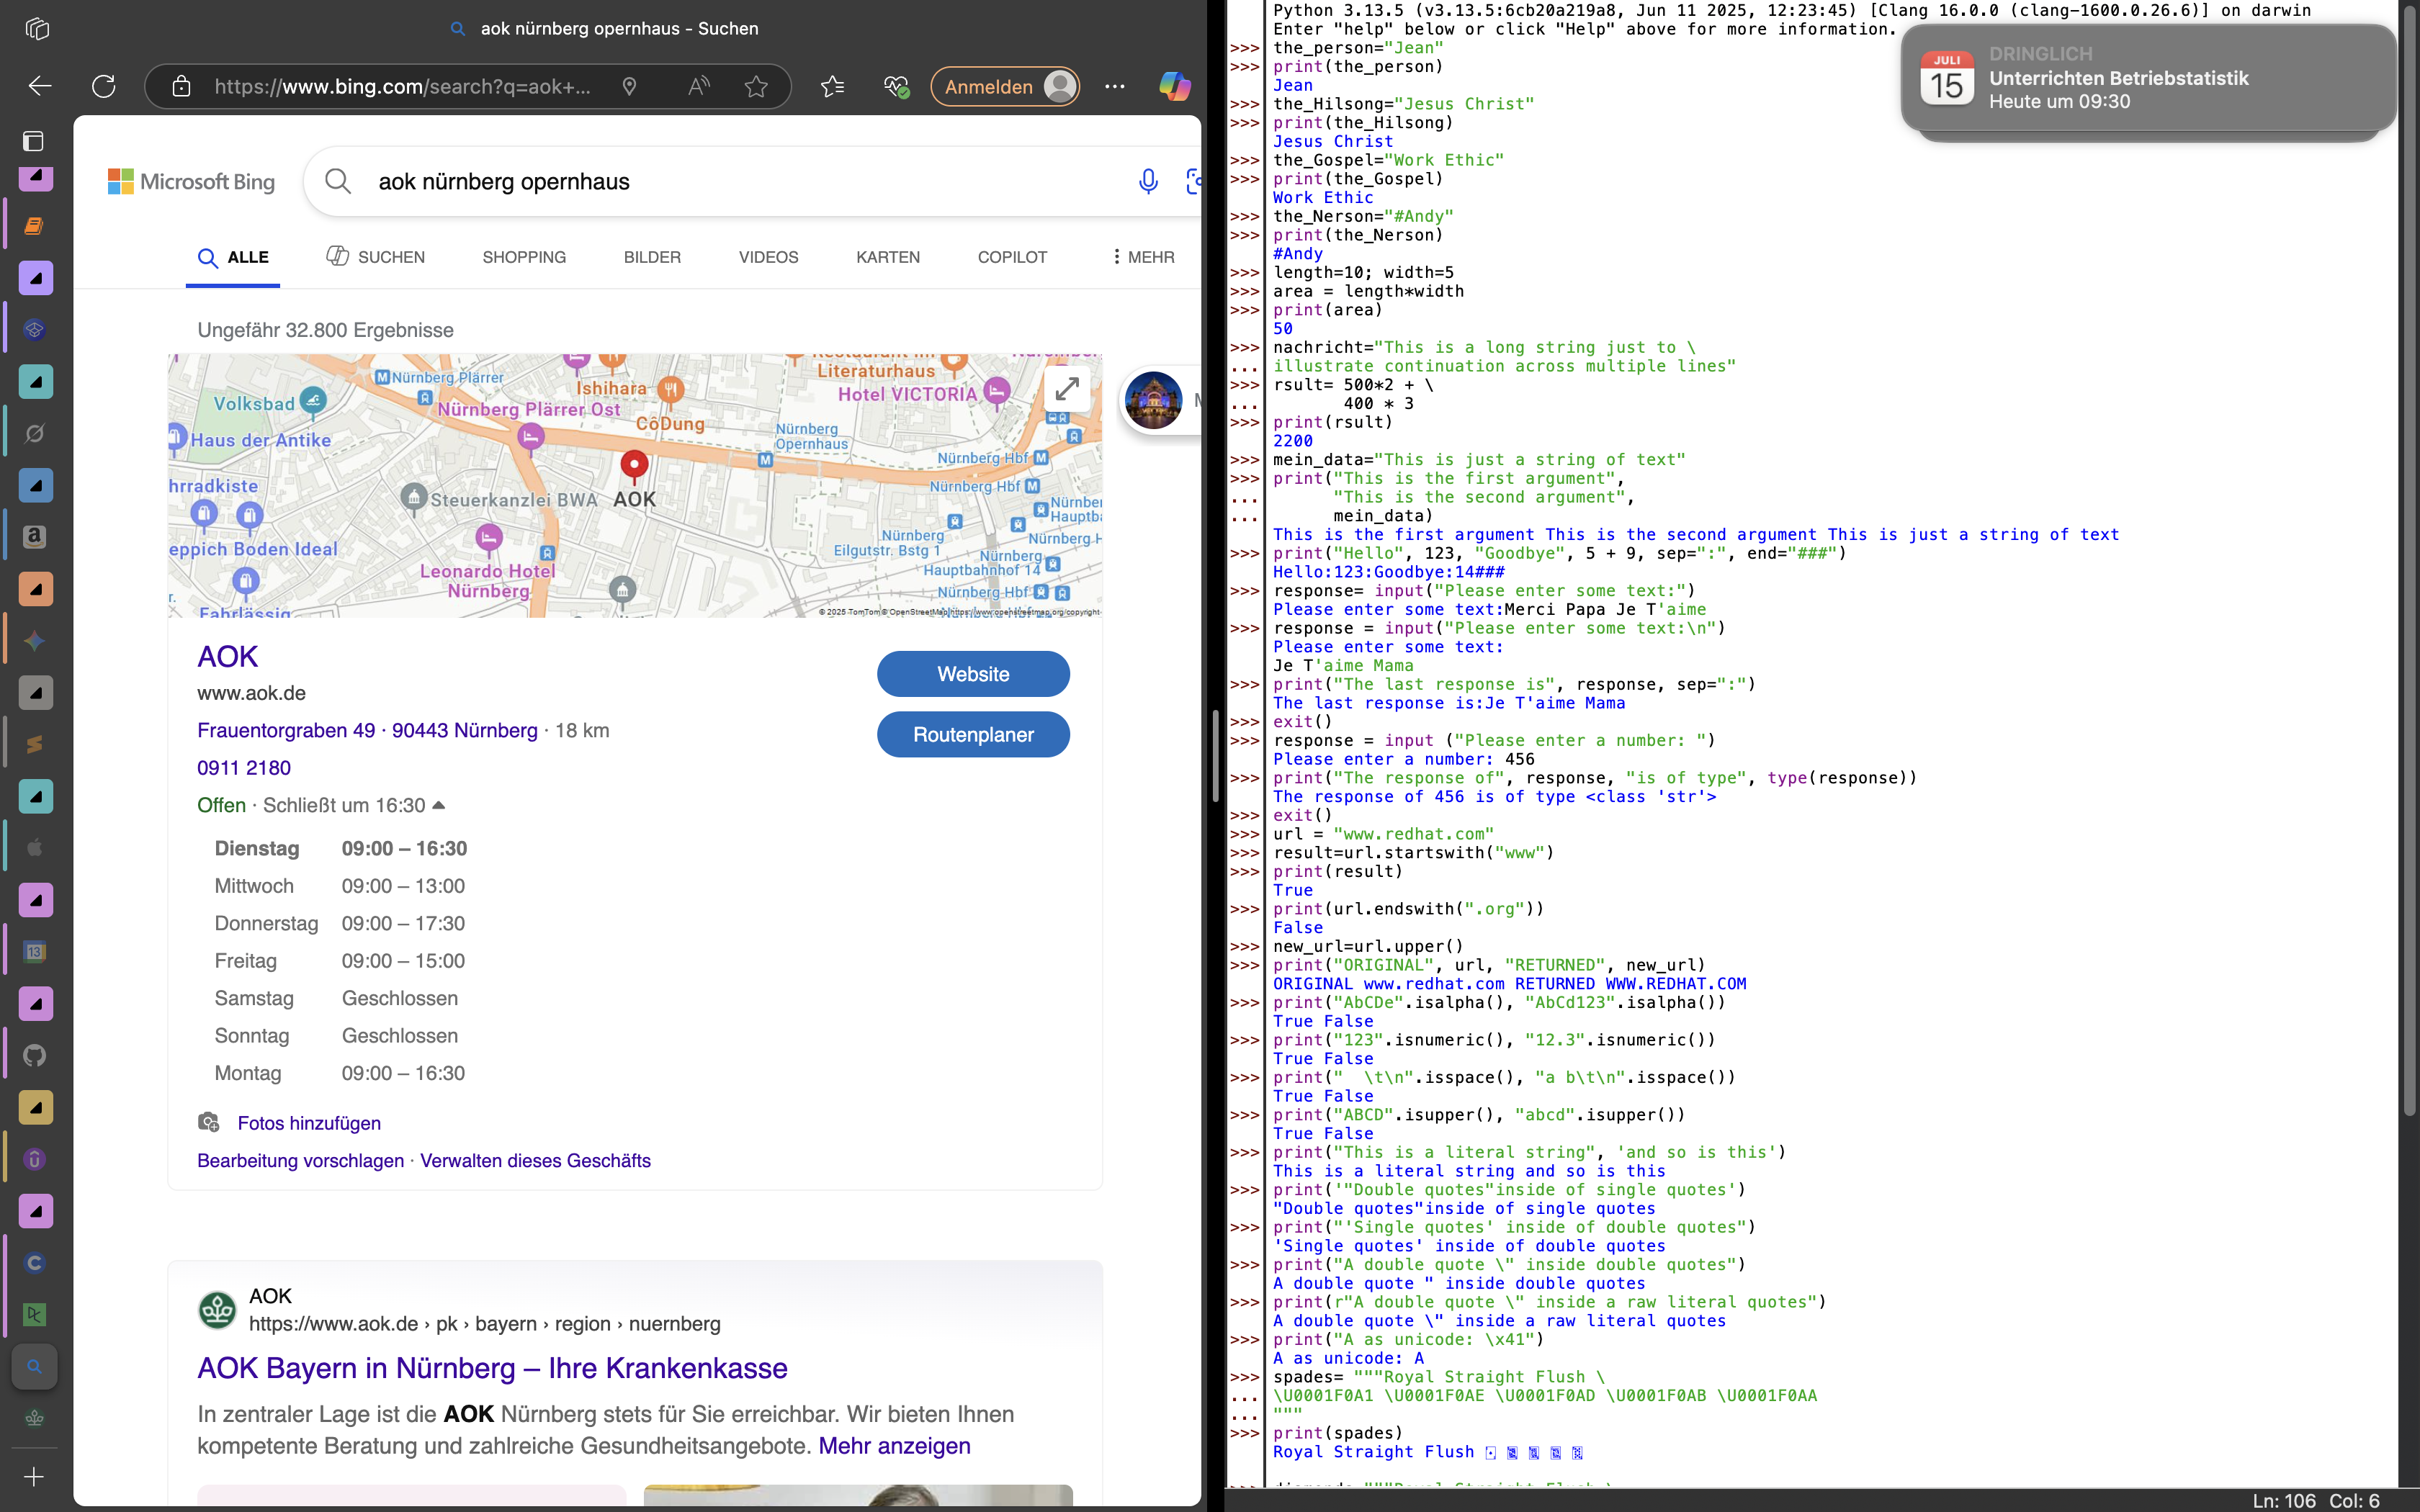 aok nürnberg opernhaus – Suchen
https://www.bing.com/search?q=aok+...
Anmelden
Microsoft Bing
aok nürnberg opernhaus
ALLE
SUCHEN
SHOPPING
BILDER
VIDEOS
KARTEN
COPILOT
MEHR
Ungefähr 32.800 Ergebnisse
Nürnberg Plärrer
Ishihara
Literaturhaus
Volksbad
Hotel VICTORIA
Nürnberg Plärrer Ost
CôDung
Nürnberg
Opernhaus
Haus der Antike
Nürnberg Hbf
hrradkiste
Nürnberg Hbf
Steuerkanzlei BWA
AOK
Nürnber
Hauptba
Nürnberg
Eilgutstr. Bstg 1
Nürnberg H
eppich Boden Ideal
Nürnberg
Hauptbahnhof 14
Leonardo Hotel
Nürnberg
Nürnberg Hbf
Fahrlässig
© 2025 TomTom,© OpenStreetMap(https://www.openstreetmap.org/copyright
AOK
www.aok.de
Website
Frauentorgraben 49 · 90443 Nürnberg · 18 km
Routenplaner
0911 2180
Offen · Schließt um 16:30
Dienstag 09:00 – 16:30
Mittwoch 09:00 – 13:00
Donnerstag 09:00 – 17:30
Freitag 09:00 – 15:00
Samstag Geschlossen
Sonntag Geschlossen
Montag 09:00 – 16:30
Fotos hinzufügen
Bearbeitung vorschlagen · Verwalten dieses Geschäfts
AOK
https://www.aok.de › pk › bayern › region › nuernberg
AOK Bayern in Nürnberg – Ihre Krankenkasse
In zentraler Lage ist die AOK Nürnberg stets für Sie erreichbar. Wir bieten Ihnen
kompetente Beratung und zahlreiche Gesundheitsangebote. Mehr anzeigen
Python 3.13.5 (v3.13.5:6cb20a219a8, Jun 11 2025, 12:23:45) [Clang 16.0.0 (clang-1600.0.26.6)] on darwin
Enter "help" below or click "Help" above for more information.
>>> the_person="Jean"
>>> print(the_person)
Jean
>>> the_Hilsong="Jesus Christ"
>>> print(the_Hilsong)
Jesus Christ
>>> the_Gospel="Work Ethic"
>>> print(the_Gospel)
Work Ethic
>>> the_Nerson="#Andy"
>>> print(the_Nerson)
#Andy
>>> length=10; width=5
>>> area = length*width
>>> print(area)
50
>>> nachricht="This is a long string just to \
... illustrate continuation across multiple lines"
>>> rsult= 500*2 + \
... 400 * 3
>>> print(rsult)
2200
>>> mein_data="This is just a string of text"
>>> print("This is the first argument",
... "This is the second argument",
... mein_data)
This is the first argument This is the second argument This is just a string of text
>>> print("Hello", 123, "Goodbye", 5 + 9, sep=":", end="###")
Hello:123:Goodbye:14###
>>> response= input("Please enter some text:")
Please enter some text:Merci Papa Je T'aime
>>> response = input("Please enter some text:\n")
Please enter some text:
Je T'aime Mama
>>> print("The last response is", response, sep=":")
The last response is:Je T'aime Mama
>>> exit()
>>> response = input ("Please enter a number: ")
Please enter a number: 456
>>> print("The response of", response, "is of type", type(response))
The response of 456 is of type <class 'str'>
>>> exit()
>>> url = "www.redhat.com"
>>> result=url.startswith("www")
>>> print(result)
True
>>> print(url.endswith(".org"))
False
>>> new_url=url.upper()
>>> print("ORIGINAL", url, "RETURNED", new_url)
ORIGINAL www.redhat.com RETURNED WWW.REDHAT.COM
>>> print("AbCDe".isalpha(), "AbCd123".isalpha())
True False
>>> print("123".isnumeric(), "12.3".isnumeric())
True False
>>> print("  \t\n".isspace(), "a b\t\n".isspace())
True False
>>> print("ABCD".isupper(), "abcd".isupper())
True False
>>> print("This is a literal string", 'and so is this')
This is a literal string and so is this
>>> print('"Double quotes"inside of single quotes')
"Double quotes"inside of single quotes
>>> print("'Single quotes' inside of double quotes")
'Single quotes' inside of double quotes
>>> print("A double quote \" inside double quotes")
A double quote " inside double quotes
>>> print(r"A double quote \" inside a raw literal quotes")
A double quote \" inside a raw literal quotes
>>> print("A as unicode: \x41")
A as unicode: A
>>> spades= """Royal Straight Flush \
... \U0001F0A1 \U0001F0AE \U0001F0AD \U0001F0AB \U0001F0AA
... """
>>> print(spades)
Royal Straight Flush 🂡 🂮 🂭 🂫 🂪
JULI
15
DRINGLICH
Unterrichten Betriebstatistik
Heute um 09:30
Ln: 106 Col: 6